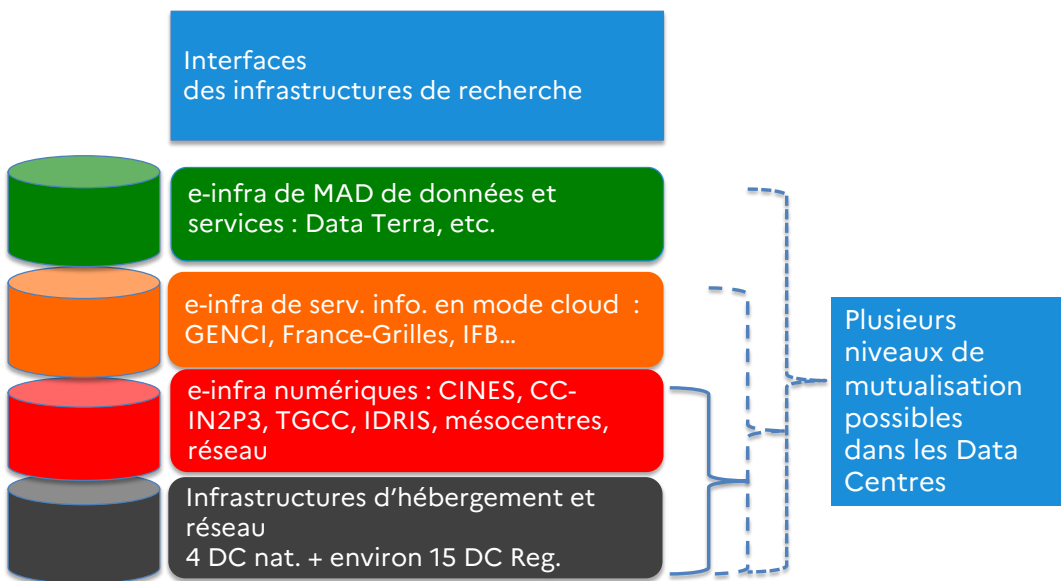 Interfaces
des infrastructures de recherche
e-infra de MAD de données et
services : Data Terra, etc.
e-infra de serv. info. en mode cloud :
GENCI, France-Grilles, IFB…
e-infra numériques : CINES, CC-
IN2P3, TGCC, IDRIS, mésocentres,
réseau
Infrastructures d’hébergement et
réseau
4 DC nat. + environ 15 DC Reg.
Plusieurs
niveaux de
mutualisation
possibles
dans les Data
Centres